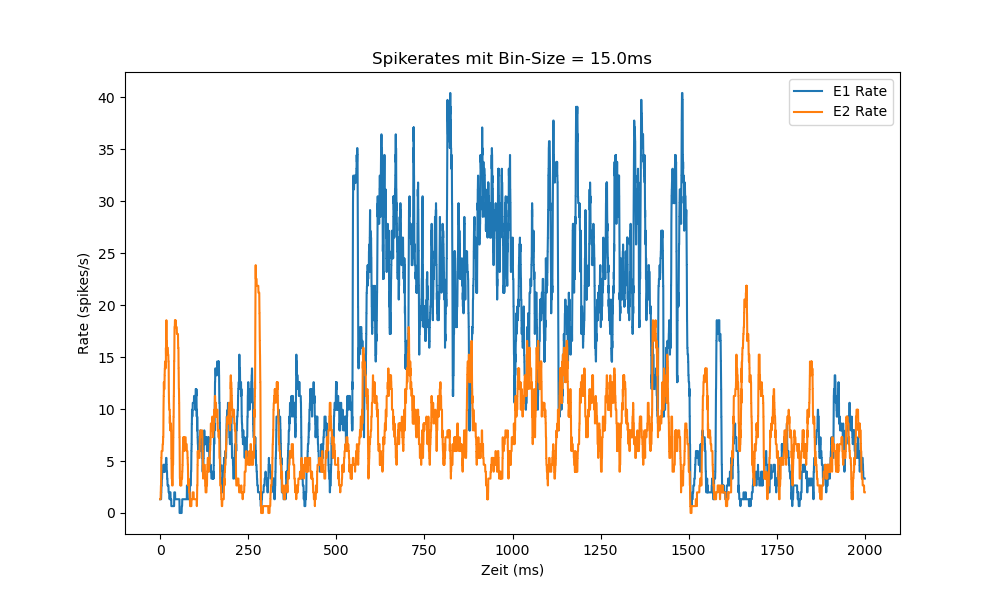 Spikerates mit Bin-Size = 15.0ms
E1 Rate
E2 Rate
40
35
30
25
20
15
10
5
0
Rate (spikes/s)
0 250 500 750 1000 1250 1500 1750 2000
Zeit (ms)